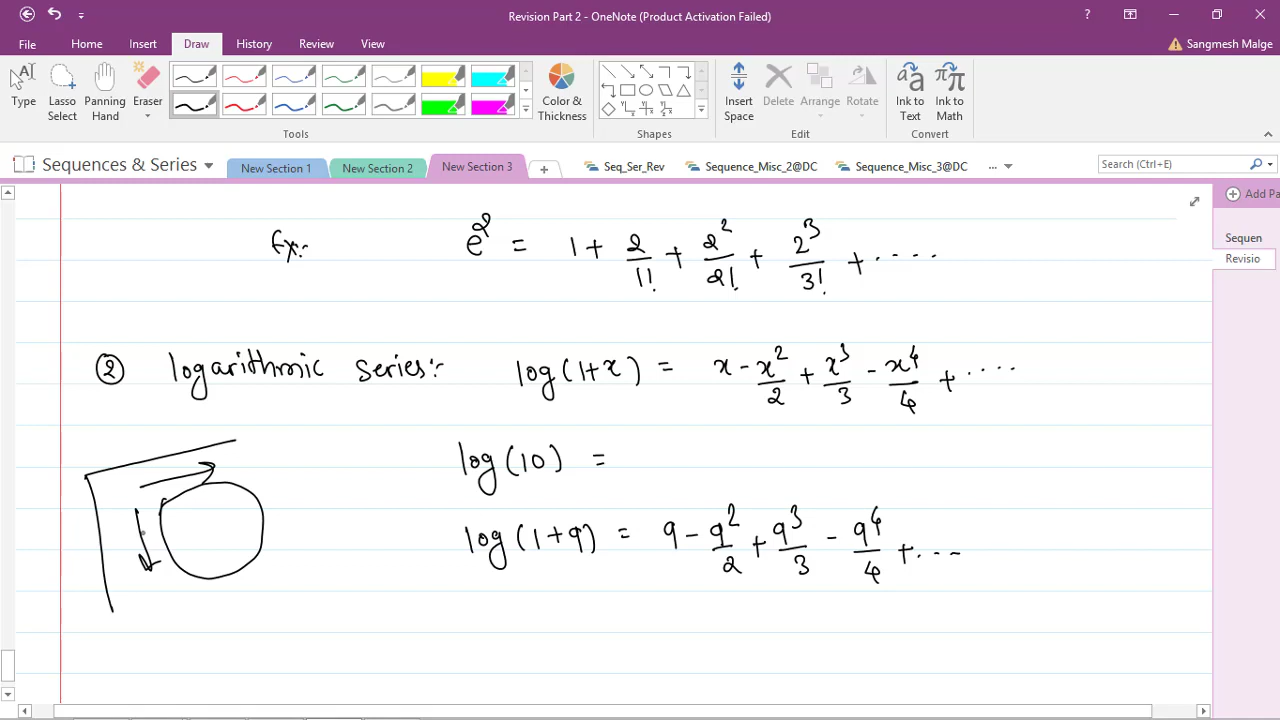 Revision Part 2 - OneNote (Product Activation Failed)
File Home Insert Draw History Review View Sangmesh Malge
Type Lasso Select Panning Hand Eraser Color & Thickness Insert Space Delete Arrange Rotate Ink to Text Ink to Math
Tools Shapes Edit Convert
Sequences & Series New Section 1 New Section 2 New Section 3 + Seq_Ser_Rev Sequence_Misc_2@DC Sequence_Misc_3@DC ... Search (Ctrl+E)
Add Pa
Sequen
Revisio
Ex: e^2 = 1 + 2/1! + 2^2/2! + 2^3/3! + ....
② logarithmic series: log(1+x) = x - x^2/2 + x^3/3 - x^4/4 + ....
log(10) =
log(1+9) = 9 - 9^2/2 + 9^3/3 - 9^4/4 + ....